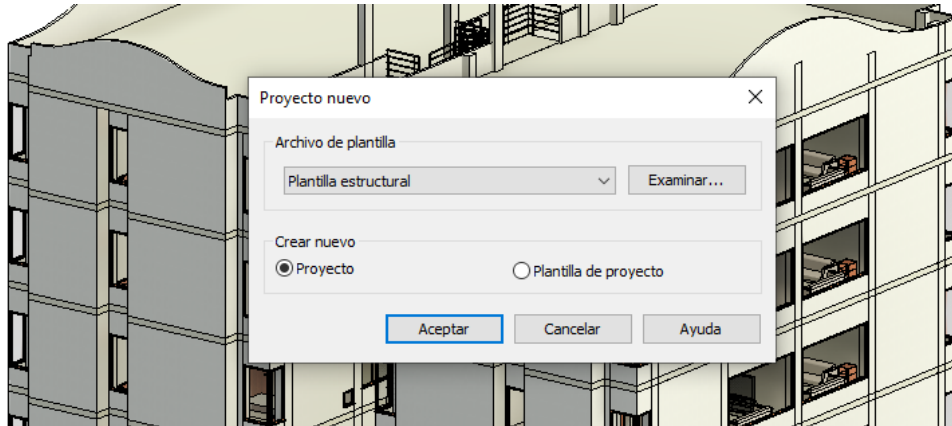 Proyecto nuevo
Archivo de plantilla
Plantilla estructural
Examinar...
Crear nuevo
Proyecto
Plantilla de proyecto
Aceptar
Cancelar
Ayuda